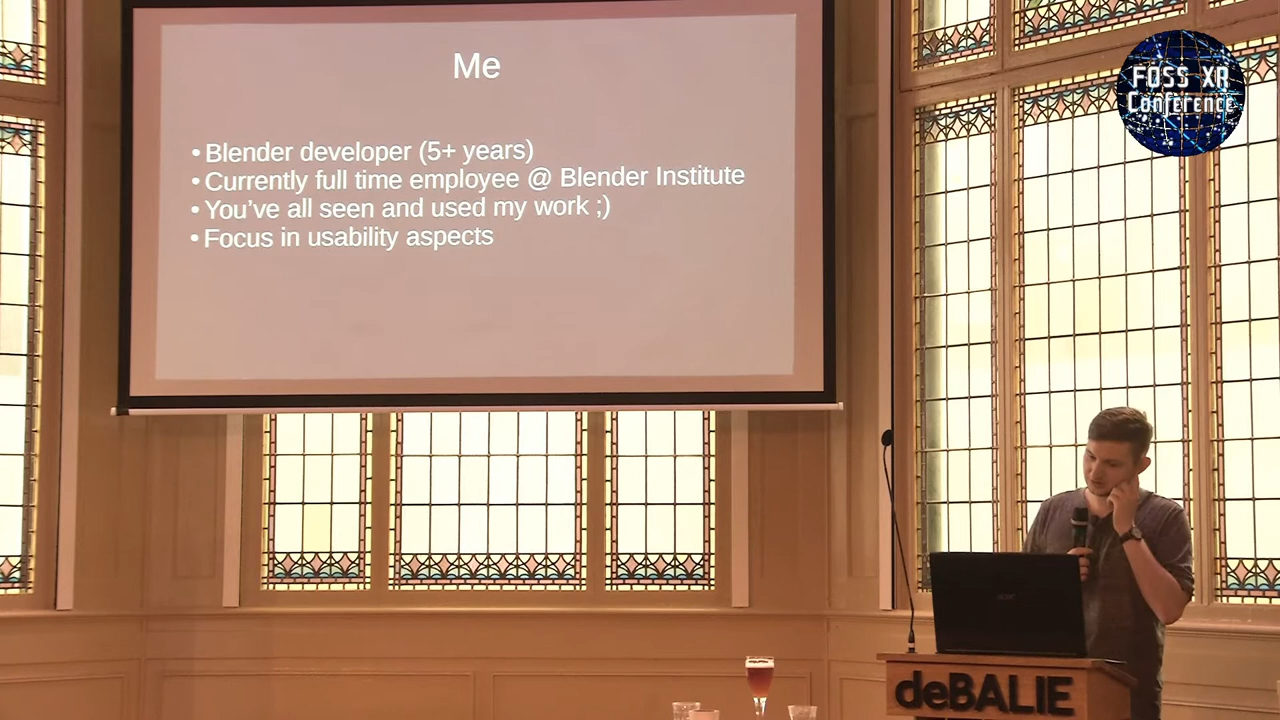 Me
• Blender developer (5+ years)
• Currently full time employee @ Blender Institute
• You've all seen and used my work ;)
• Focus in usability aspects
FOSS XR
Conference
acer
deBALIE